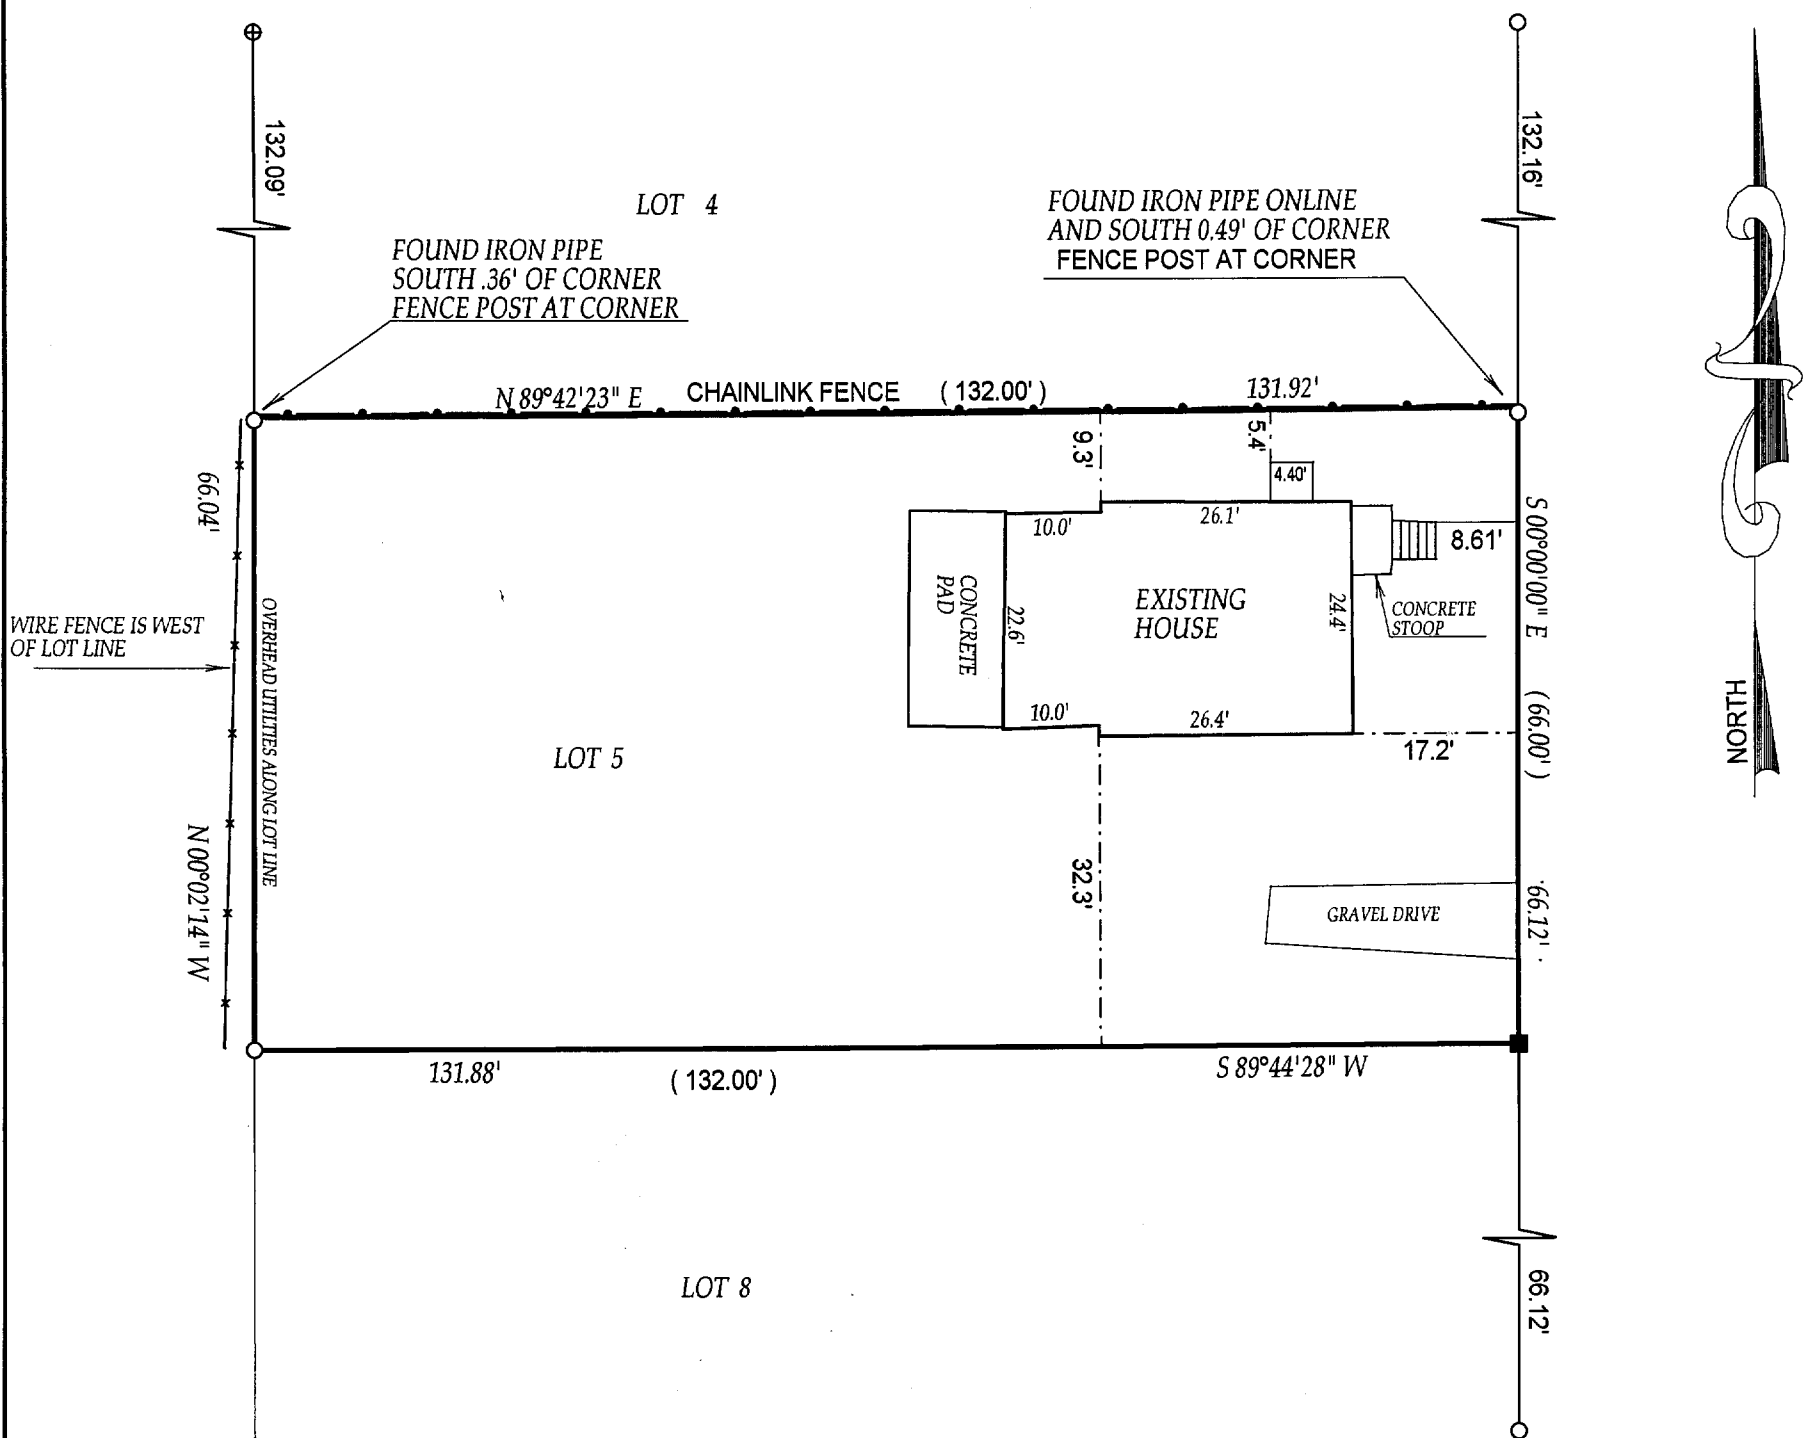 132.09'
132.16'
LOT 4
FOUND IRON PIPE ONLINE
AND SOUTH 0.49' OF CORNER
FENCE POST AT CORNER
FOUND IRON PIPE
SOUTH .36' OF CORNER
FENCE POST AT CORNER
N 89°42'23" E CHAINLINK FENCE ( 132.00' ) 131.92'
9.3'
5.4'
4.40'
66.04'
10.0'
26.1'
8.61'
S 00°00'00" E ( 66.00' ) 66.12'
CONCRETE
PAD
22.6'
EXISTING
HOUSE
24.4'
CONCRETE
STOOP
WIRE FENCE IS WEST
OF LOT LINE
OVERHEAD UTILTIES ALONG LOT LINE
NORTH
10.0'
26.4'
17.2'
LOT 5
N 00°02'14" W
32.3'
GRAVEL DRIVE
131.88'
( 132.00' )
S 89°44'28" W
LOT 8
66.12'